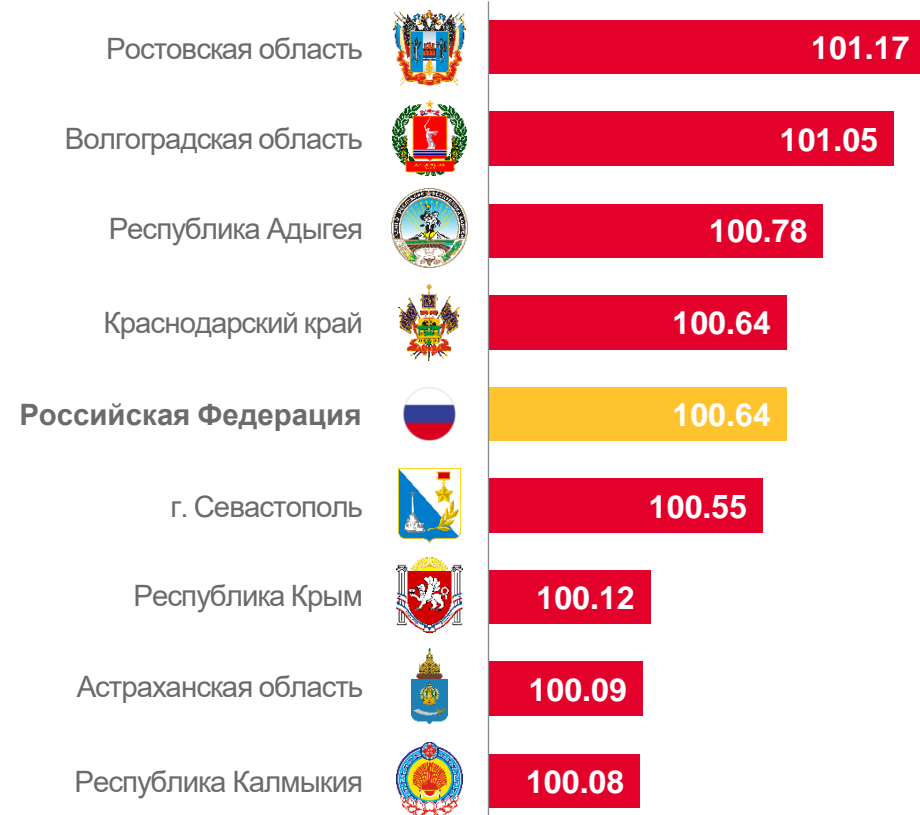 Ростовская область 101.17
Волгоградская область 101.05
Республика Адыгея 100.78
Краснодарский край 100.64
Российская Федерация 100.64
г. Севастополь 100.55
Республика Крым 100.12
Астраханская область 100.09
Республика Калмыкия 100.08